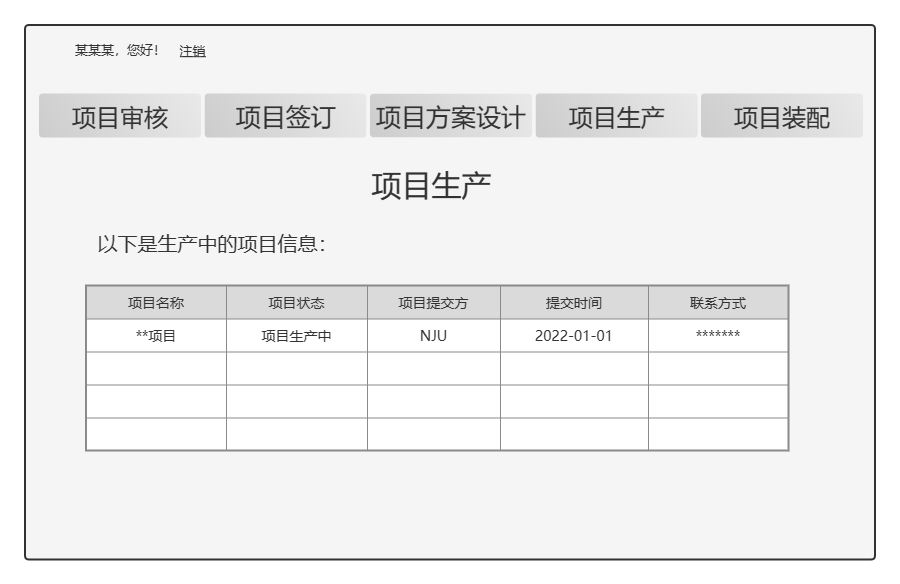 某某某，您好！ 注销
项目审核 项目签订 项目方案设计 项目生产 项目装配
项目生产
以下是生产中的项目信息：
项目名称 项目状态 项目提交方 提交时间 联系方式
**项目 项目生产中 NJU 2022-01-01 *******